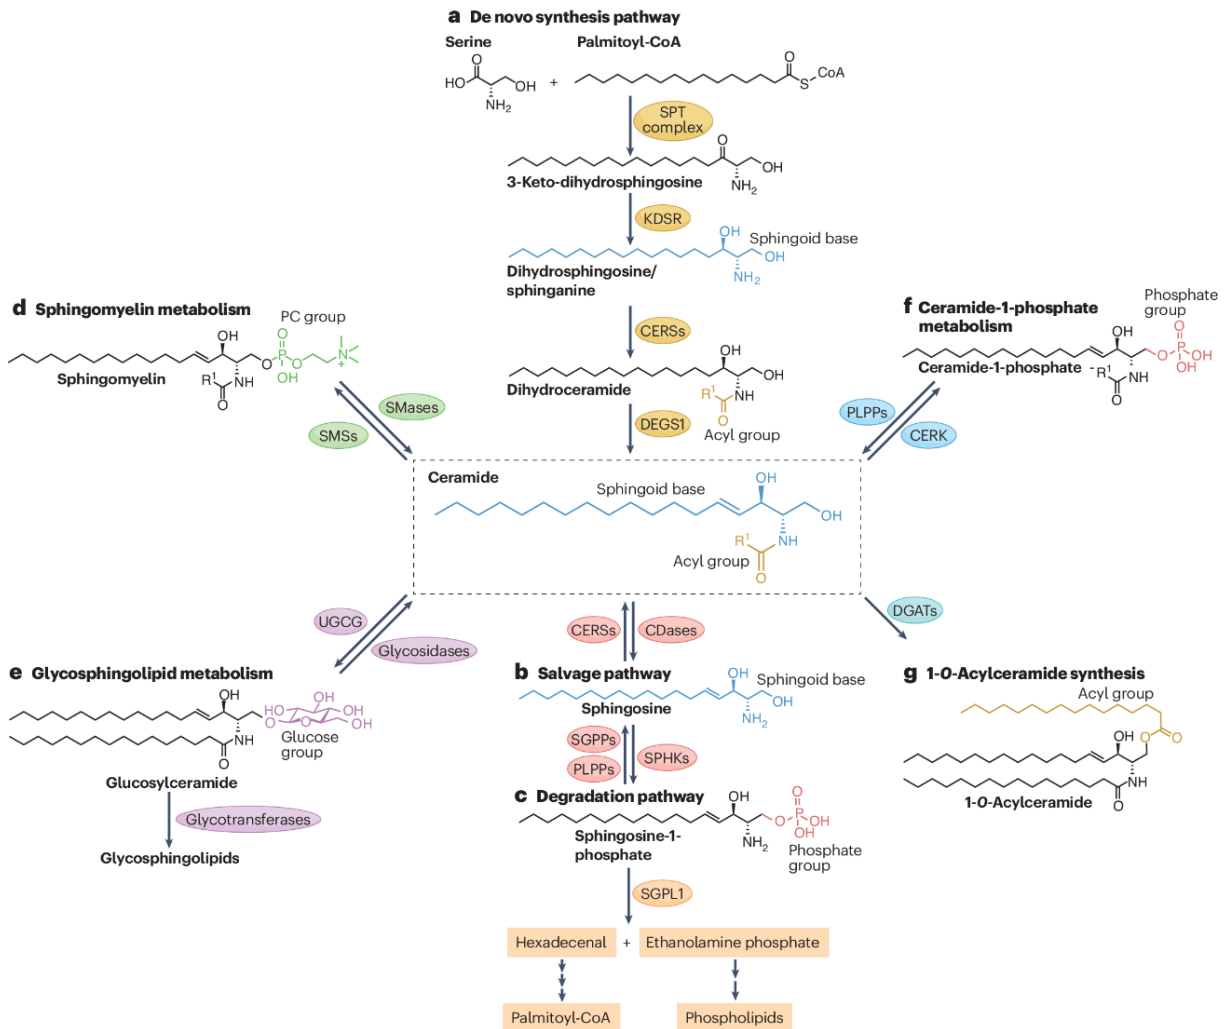 a De novo synthesis pathway
Serine
Palmitoyl-CoA
O
HO
OH
NH2
+
O
S
CoA
SPT
complex
O
OH
NH2
3-Keto-dihydrosphingosine
KDSR
OH
Sphingoid base
OH
NH2
Dihydrosphingosine/
sphinganine
CERSs
OH
OH
NH
R1
O
Dihydroceramide
Acyl group
DEGS1
d Sphingomyelin metabolism
PC group
OH
O
O
P
O
N
+
OH
R1
NH
O
Sphingomyelin
SMases
SMSs
f Ceramide-1-phosphate
metabolism
Phosphate
group
OH
O
O
P
OH
OH
Ceramide-1-phosphate
-R1
NH
O
PLPPs
CERK
Ceramide
Sphingoid base
OH
OH
R1
NH
Acyl group
O
UGCG
Glycosidases
CERSs
CDases
DGATs
e Glycosphingolipid metabolism
OH
OH
HO
OH
O
O
OH
NH
O
Glucose
group
Glucosylceramide
Glycotransferases
Glycosphingolipids
b Salvage pathway
OH
Sphingoid base
OH
Sphingosine
NH2
SGPPs
PLPPs
SPHKs
c Degradation pathway
OH
O
O
P
OH
OH
NH2
Sphingosine-1-
phosphate
Phosphate
group
SGPL1
Hexadecenal
+
Ethanolamine phosphate
Palmitoyl-CoA
Phospholipids
g 1-O-Acylceramide synthesis
Acyl group
OH
O
O
NH
O
1-O-Acylceramide